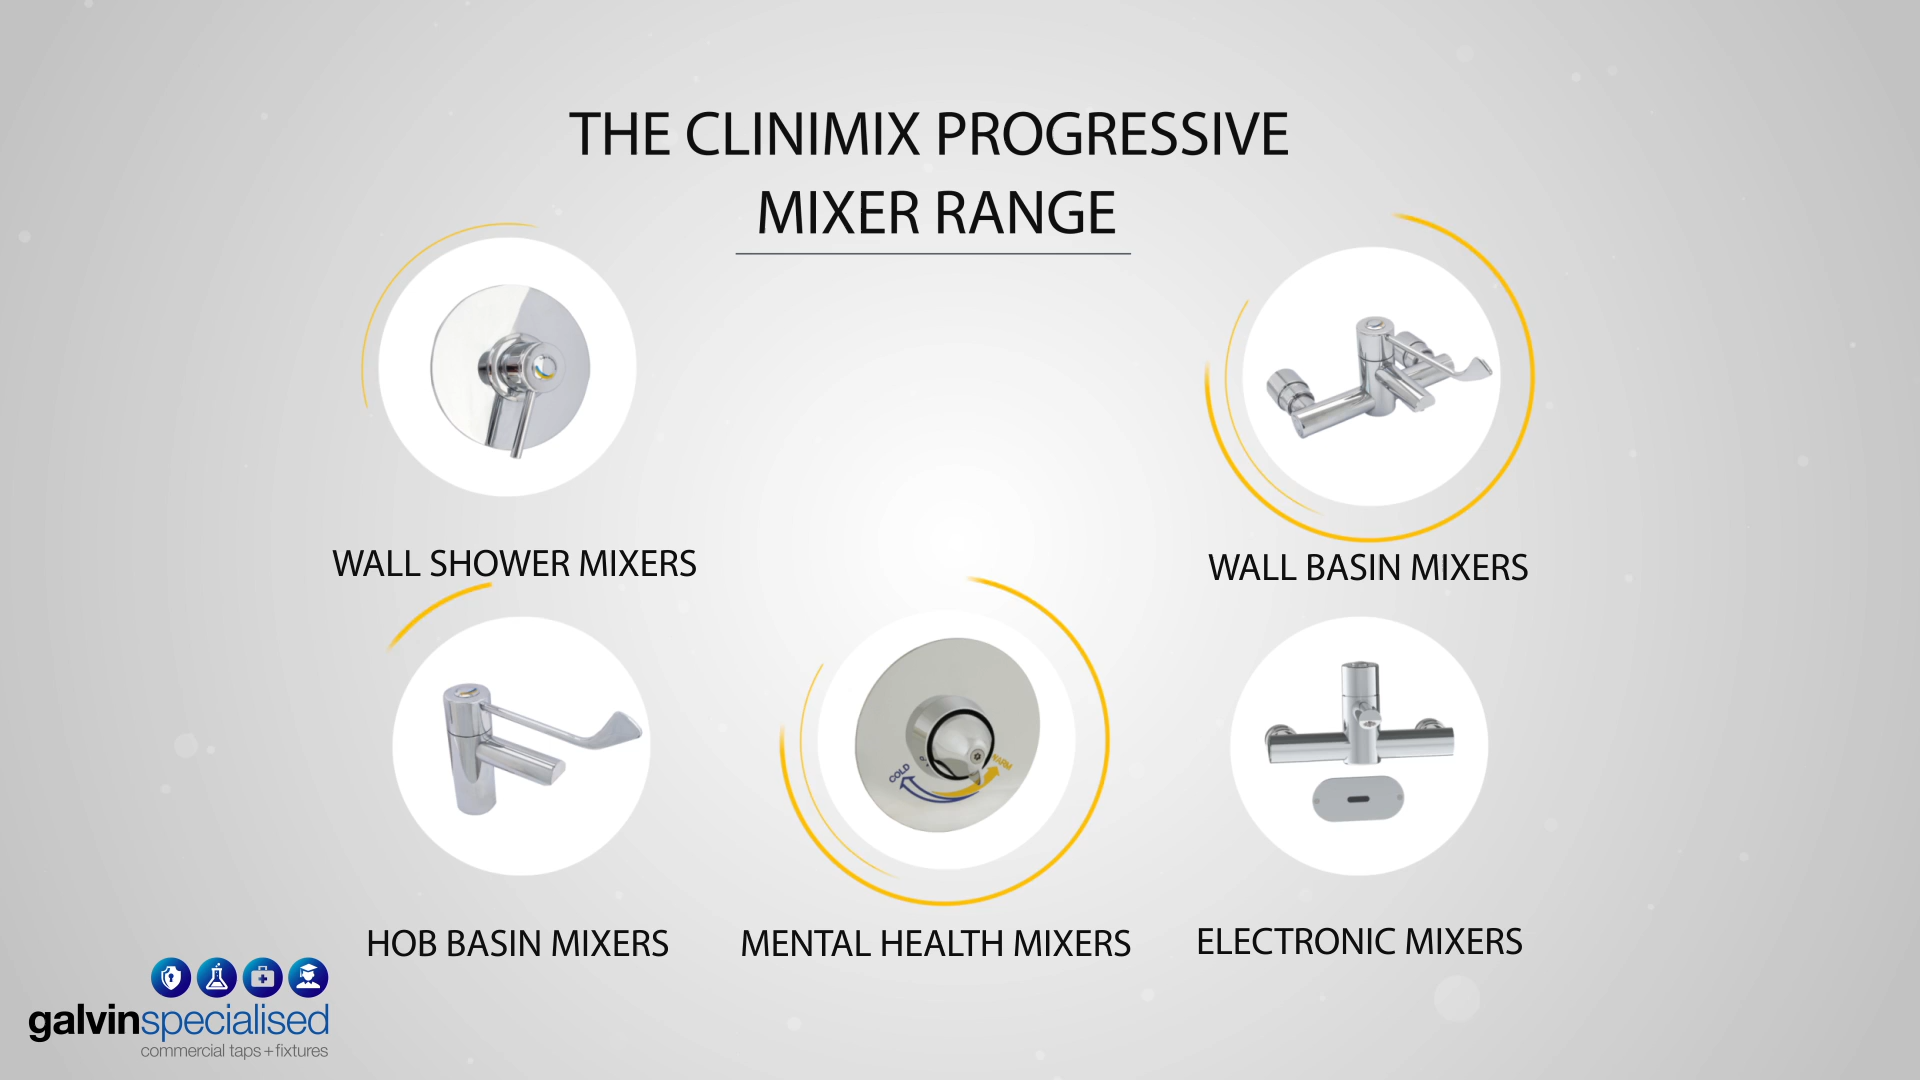 THE CLINIMIX PROGRESSIVE
MIXER RANGE
WALL SHOWER MIXERS
WALL BASIN MIXERS
COLD
WARM
HOB BASIN MIXERS
MENTAL HEALTH MIXERS
ELECTRONIC MIXERS
galvinspecialised
commercial taps+fixtures